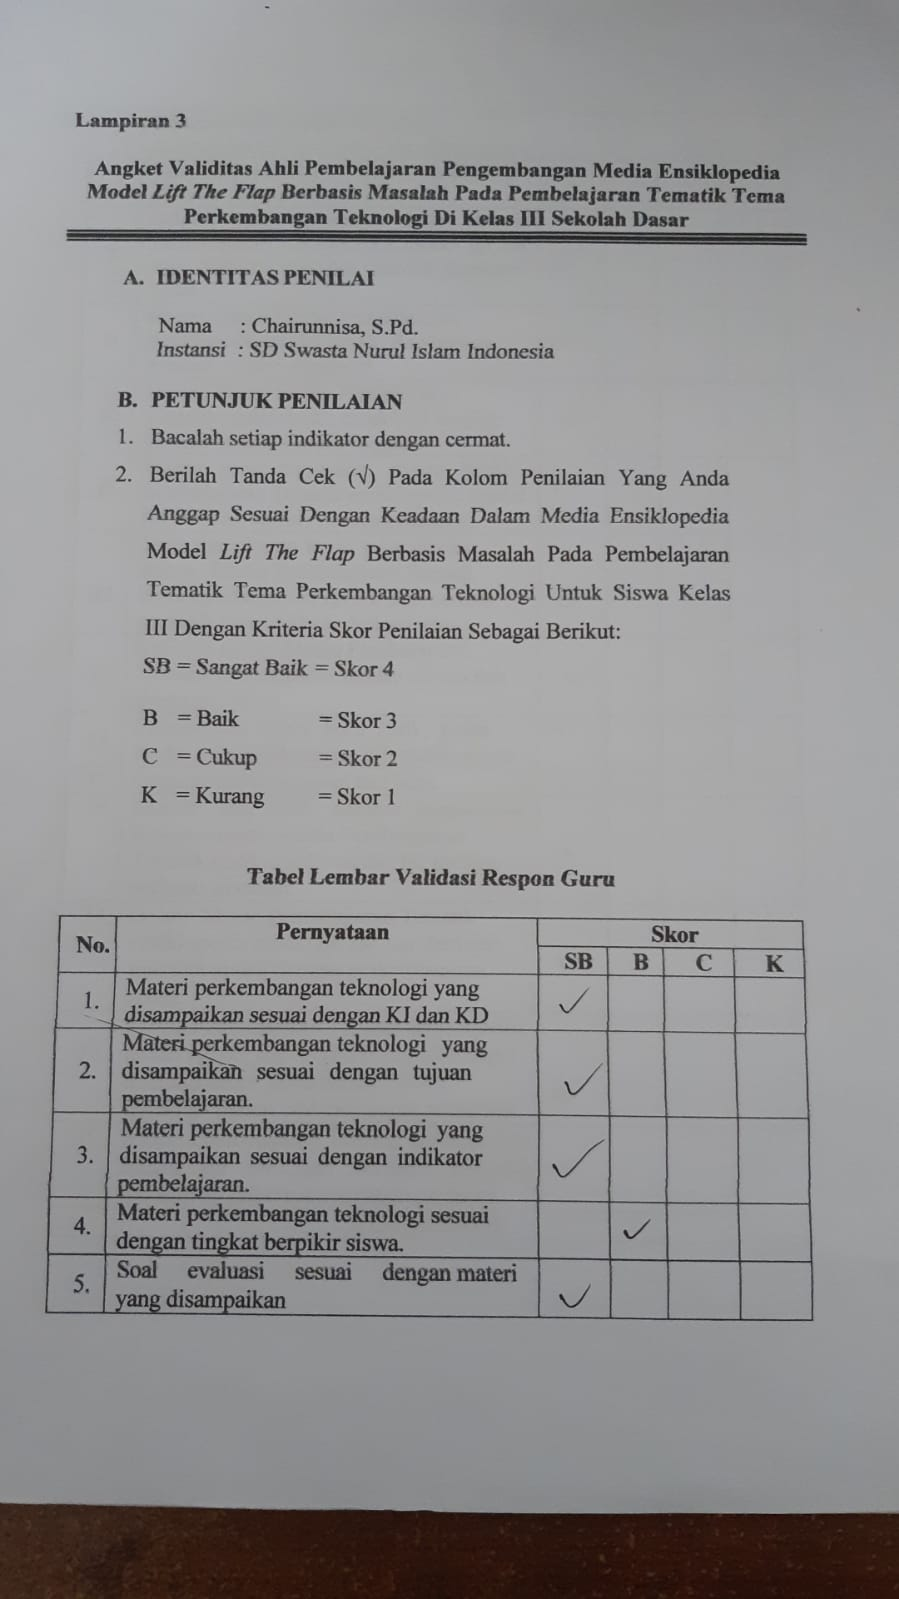 Lampiran 3
Angket Validitas Ahli Pembelajaran Pengembangan Media Ensiklopedia
Model Lift The Flap Berbasis Masalah Pada Pembelajaran Tematik Tema
Perkembangan Teknologi Di Kelas III Sekolah Dasar
A. IDENTITAS PENILAI
Nama : Chairunnisa, S.Pd.
Instansi : SD Swasta Nurul Islam Indonesia
B. PETUNJUK PENILAIAN
1. Bacalah setiap indikator dengan cermat.
2. Berilah Tanda Cek (√) Pada Kolom Penilaian Yang Anda
Anggap Sesuai Dengan Keadaan Dalam Media Ensiklopedia
Model Lift The Flap Berbasis Masalah Pada Pembelajaran
Tematik Tema Perkembangan Teknologi Untuk Siswa Kelas
III Dengan Kriteria Skor Penilaian Sebagai Berikut:
SB = Sangat Baik = Skor 4
B = Baik = Skor 3
C = Cukup = Skor 2
K = Kurang = Skor 1
Tabel Lembar Validasi Respon Guru
No. Pernyataan Skor
SB B C K
1. Materi perkembangan teknologi yang
disampaikan sesuai dengan KI dan KD ✓
Materi perkembangan teknologi yang
2. disampaikan sesuai dengan tujuan ✓
pembelajaran.
Materi perkembangan teknologi yang
3. disampaikan sesuai dengan indikator ✓
pembelajaran.
4. Materi perkembangan teknologi sesuai
dengan tingkat berpikir siswa. ✓
5. Soal evaluasi sesuai dengan materi
yang disampaikan ✓